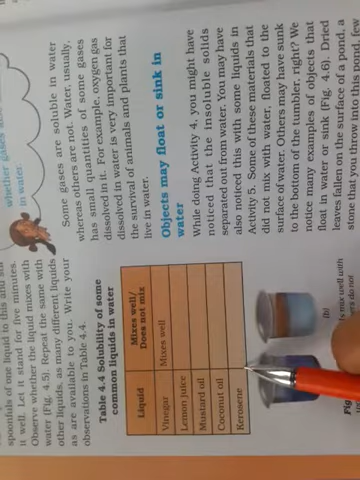 whether gases
in water.
spoonfuls of one liquid to this and stir
it well. Let it stand for five minutes.
Observe whether the liquid mixes with
water (Fig. 4.5). Repeat the same with
other liquids, as many different liquids
as are available to you. Write your
observations in Table 4.4.
Table 4.4 Solubility of some
common liquids in water
Liquid
Mixes well/
Does not mix
Vinegar
Mixes well
Lemon juice
Mustard oil
Coconut oil
Kerosene
(b)
mix well with
do not
Some gases are soluble in water
whereas others are not. Water, usually,
has small quantities of some gases
dissolved in it. For example, oxygen gas
dissolved in water is very important for
the survival of animals and plants that
live in water.
Objects may float or sink in
water
While doing Activity 4, you might have
noticed that the insoluble solids
separated out from water. You may have
also noticed this with some liquids in
Activity 5. Some of these materials that
did not mix with water, floated to the
surface of water. Others may have sunk
to the bottom of the tumbler, right? We
notice many examples of objects that
float in water or sink (Fig. 4.6). Dried
leaves fallen on the surface of a pond, a
stone that you throw into this pond, few